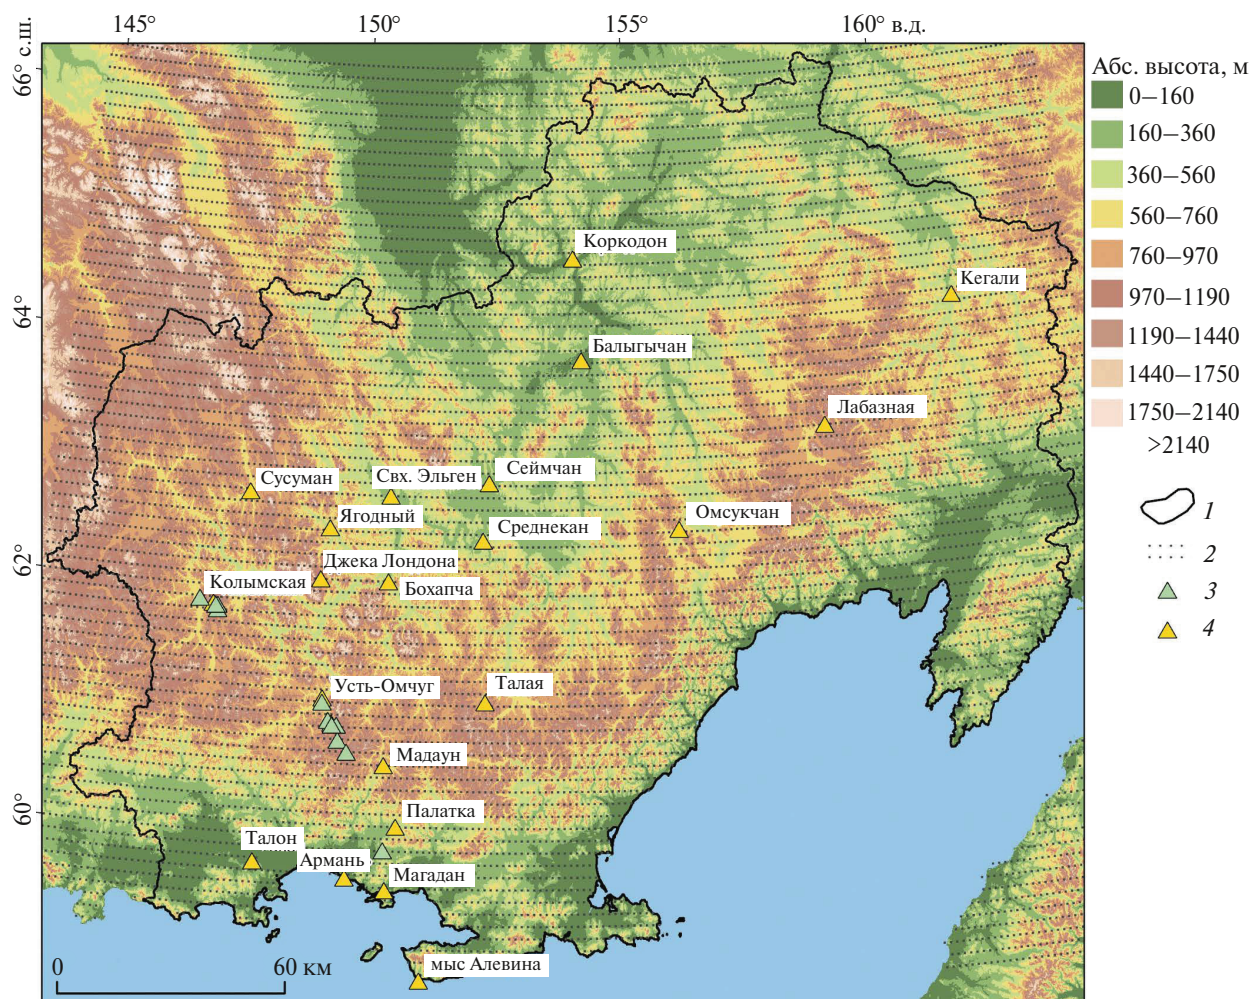 145°
150°
155°
160° в.д.
66° с.ш.
64°
62°
60°
Абс. высота, м
0–160
160–360
360–560
560–760
760–970
970–1190
1190–1440
1440–1750
1750–2140
>2140
1
2
3
4
Коркодон
Кегали
Балыгычан
Лабазная
Сусуман
Свх. Эльген
Сеймчан
Ягодный
Среднекан
Омсукчан
Джека Лондона
Колымская
Бохапча
Усть-Омчуг
Талая
Мадаун
Палатка
Талон
Армань
Магадан
мыс Алевина
0
60 км